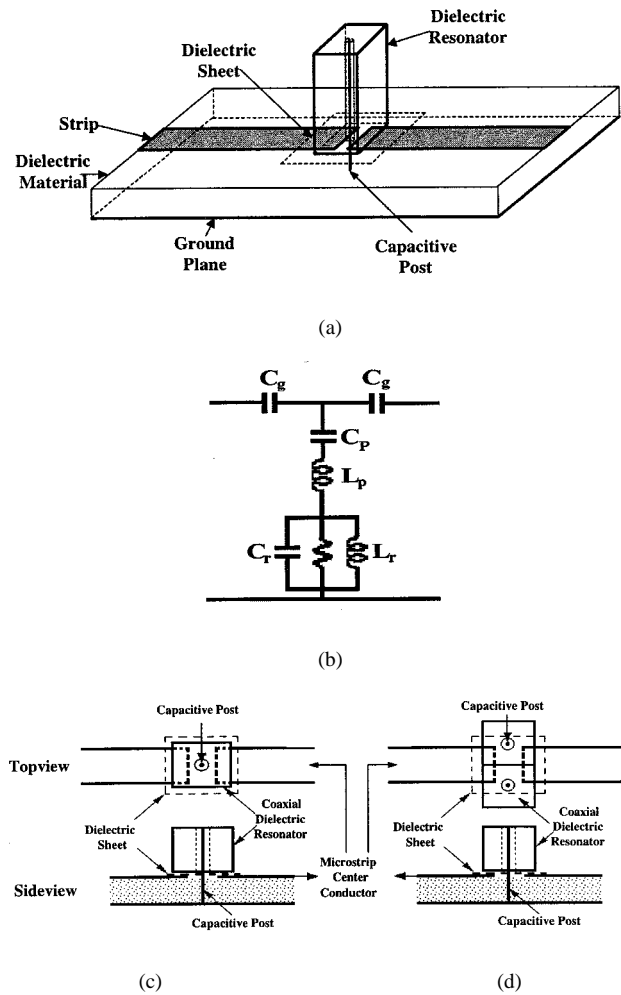 Dielectric
Resonator
Dielectric
Sheet
Strip
Dielectric
Material
Ground
Plane
Capacitive
Post
(a)
Cg
Cg
Cp
Lp
Cr
Lr
(b)
Capacitive Post
Capacitive Post
Topview
Dielectric
Sheet
Coaxial
Dielectric
Resonator
Microstrip
Center
Conductor
Dielectric
Sheet
Coaxial
Dielectric
Resonator
Sideview
Capacitive Post
Capacitive Post
(c)
(d)